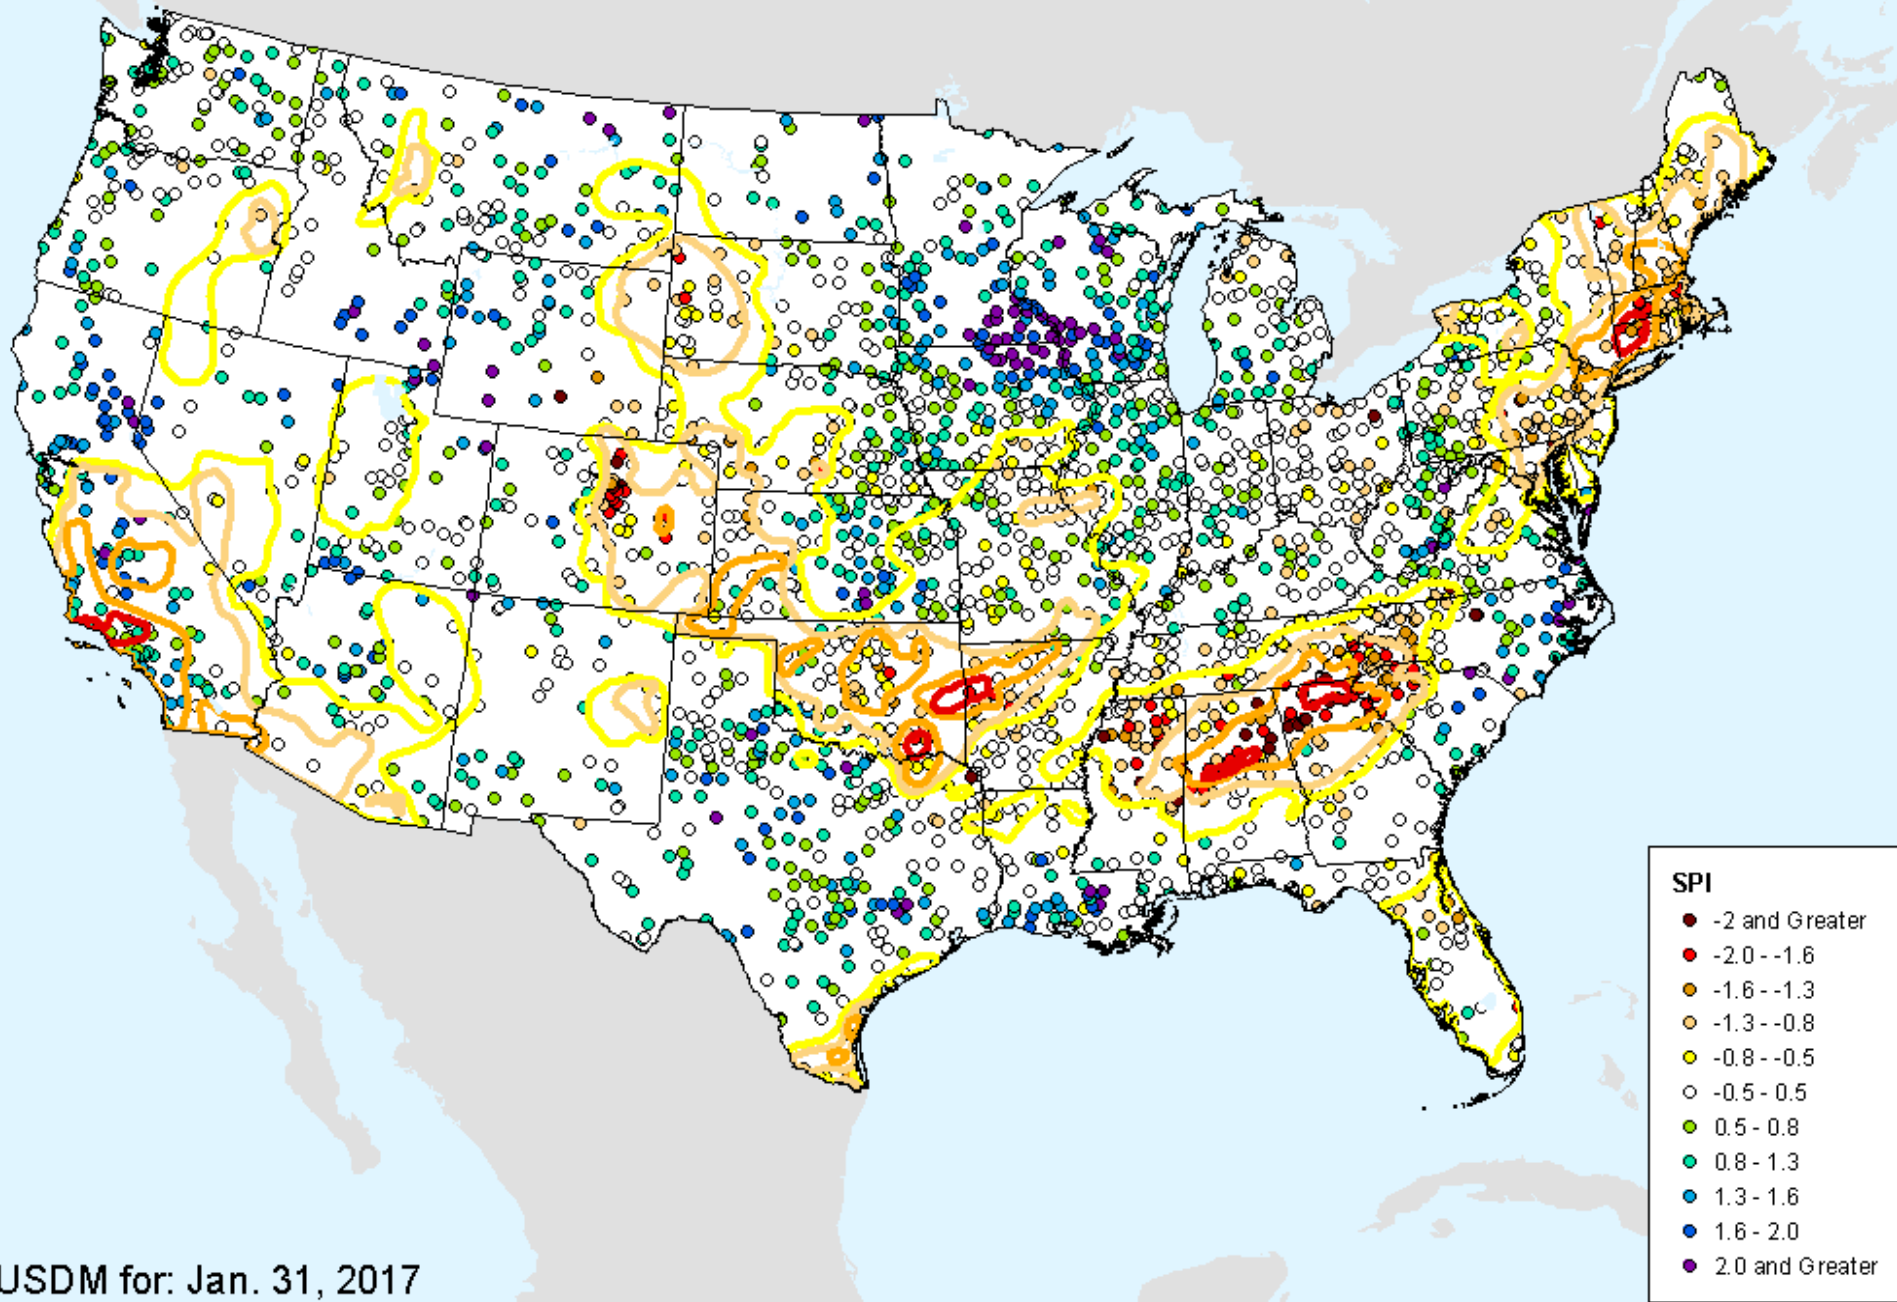 SPI
-2 and Greater
-2.0 - -1.6
-1.6 - -1.3
-1.3 - -0.8
-0.8 - -0.5
-0.5 - 0.5
0.5 - 0.8
0.8 - 1.3
1.3 - 1.6
1.6 - 2.0
2.0 and Greater
USDM for: Jan. 31, 2017